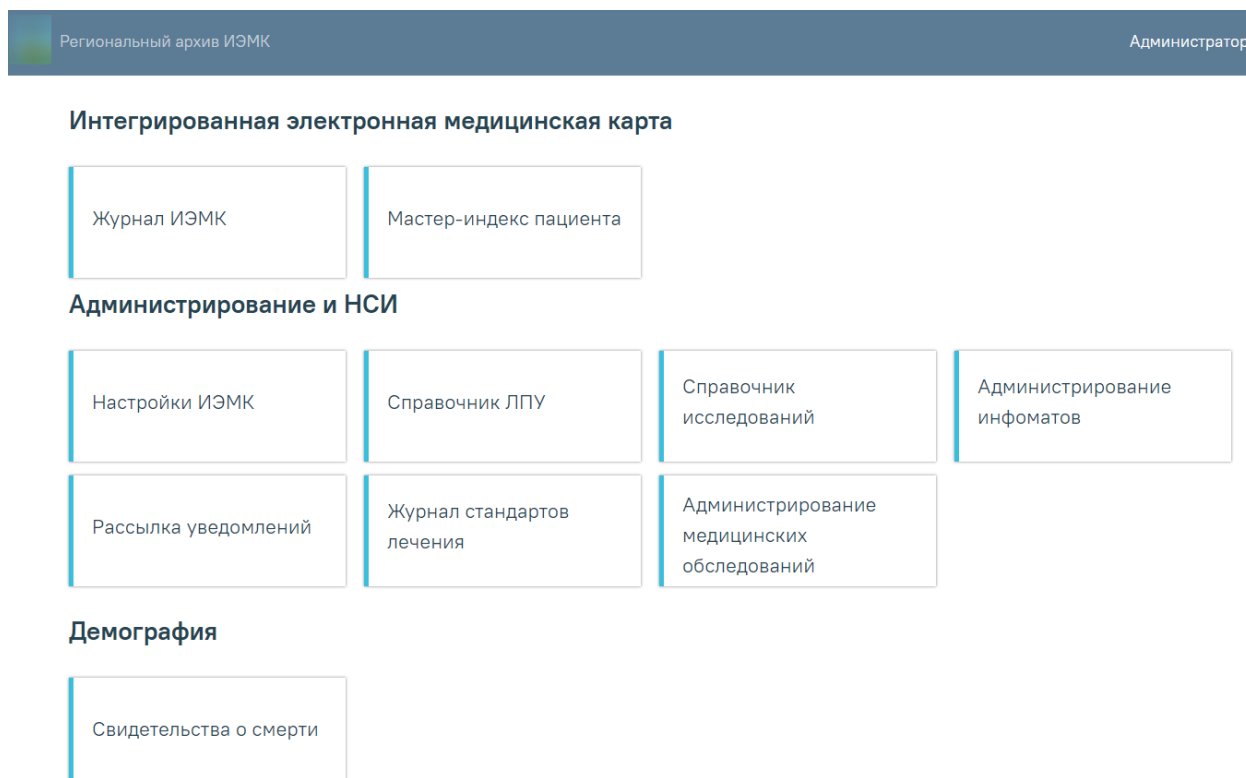 Региональный архив ИЭМК
Администратор
Интегрированная электронная медицинская карта
Журнал ИЭМК
Мастер-индекс пациента
Администрирование и НСИ
Настройки ИЭМК
Справочник ЛПУ
Справочник
исследований
Администрирование
инфоматов
Рассылка уведомлений
Журнал стандартов
лечения
Администрирование
медицинских
обследований
Демография
Свидетельства о смерти